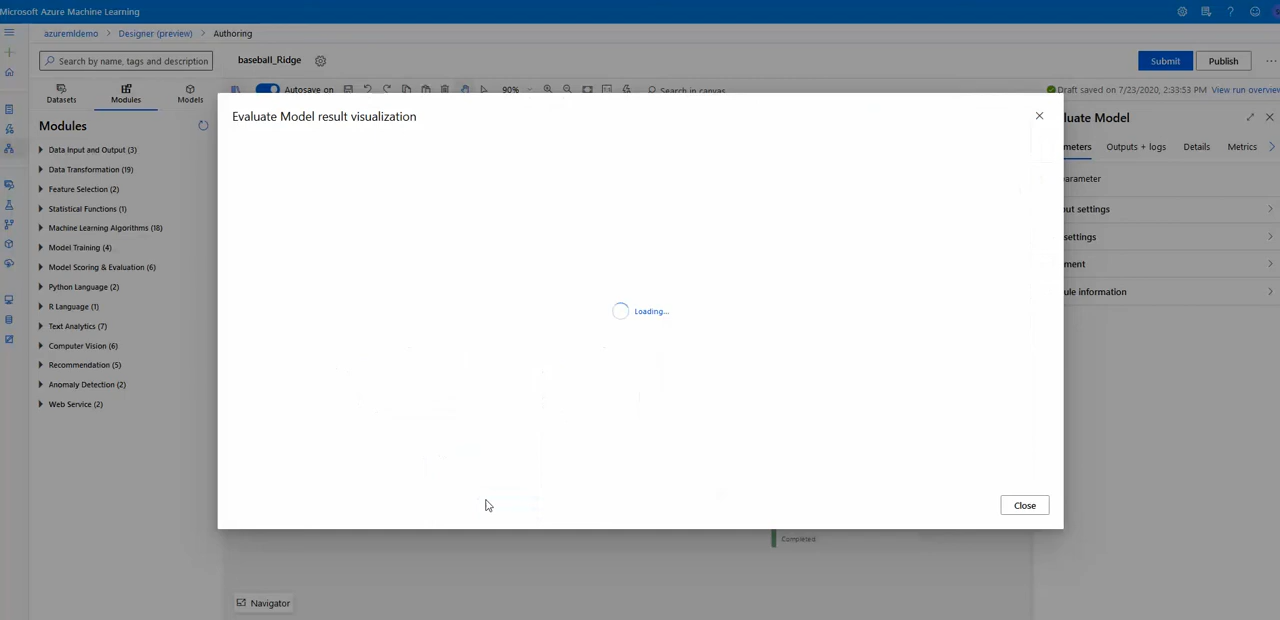 Microsoft Azure Machine Learning
azuremldemo > Designer (preview) > Authoring
Search by name, tags and description
baseball_Ridge
Submit
Publish
Datasets
Modules
Models
Autosave on
90%
Search in canvas
Draft saved on 7/23/2020, 2:33:53 PM View run overview
Modules
Evaluate Model result visualization
luate Model
meters
Outputs + logs
Details
Metrics
Data Input and Output (3)
Data Transformation (19)
Feature Selection (2)
Statistical Functions (1)
Machine Learning Algorithms (18)
Model Training (4)
Model Scoring & Evaluation (6)
Python Language (2)
R Language (1)
Text Analytics (7)
Computer Vision (6)
Recommendation (5)
Anomaly Detection (2)
Web Service (2)
parameter
ut settings
settings
ment
ule information
Loading...
Close
Completed
Navigator